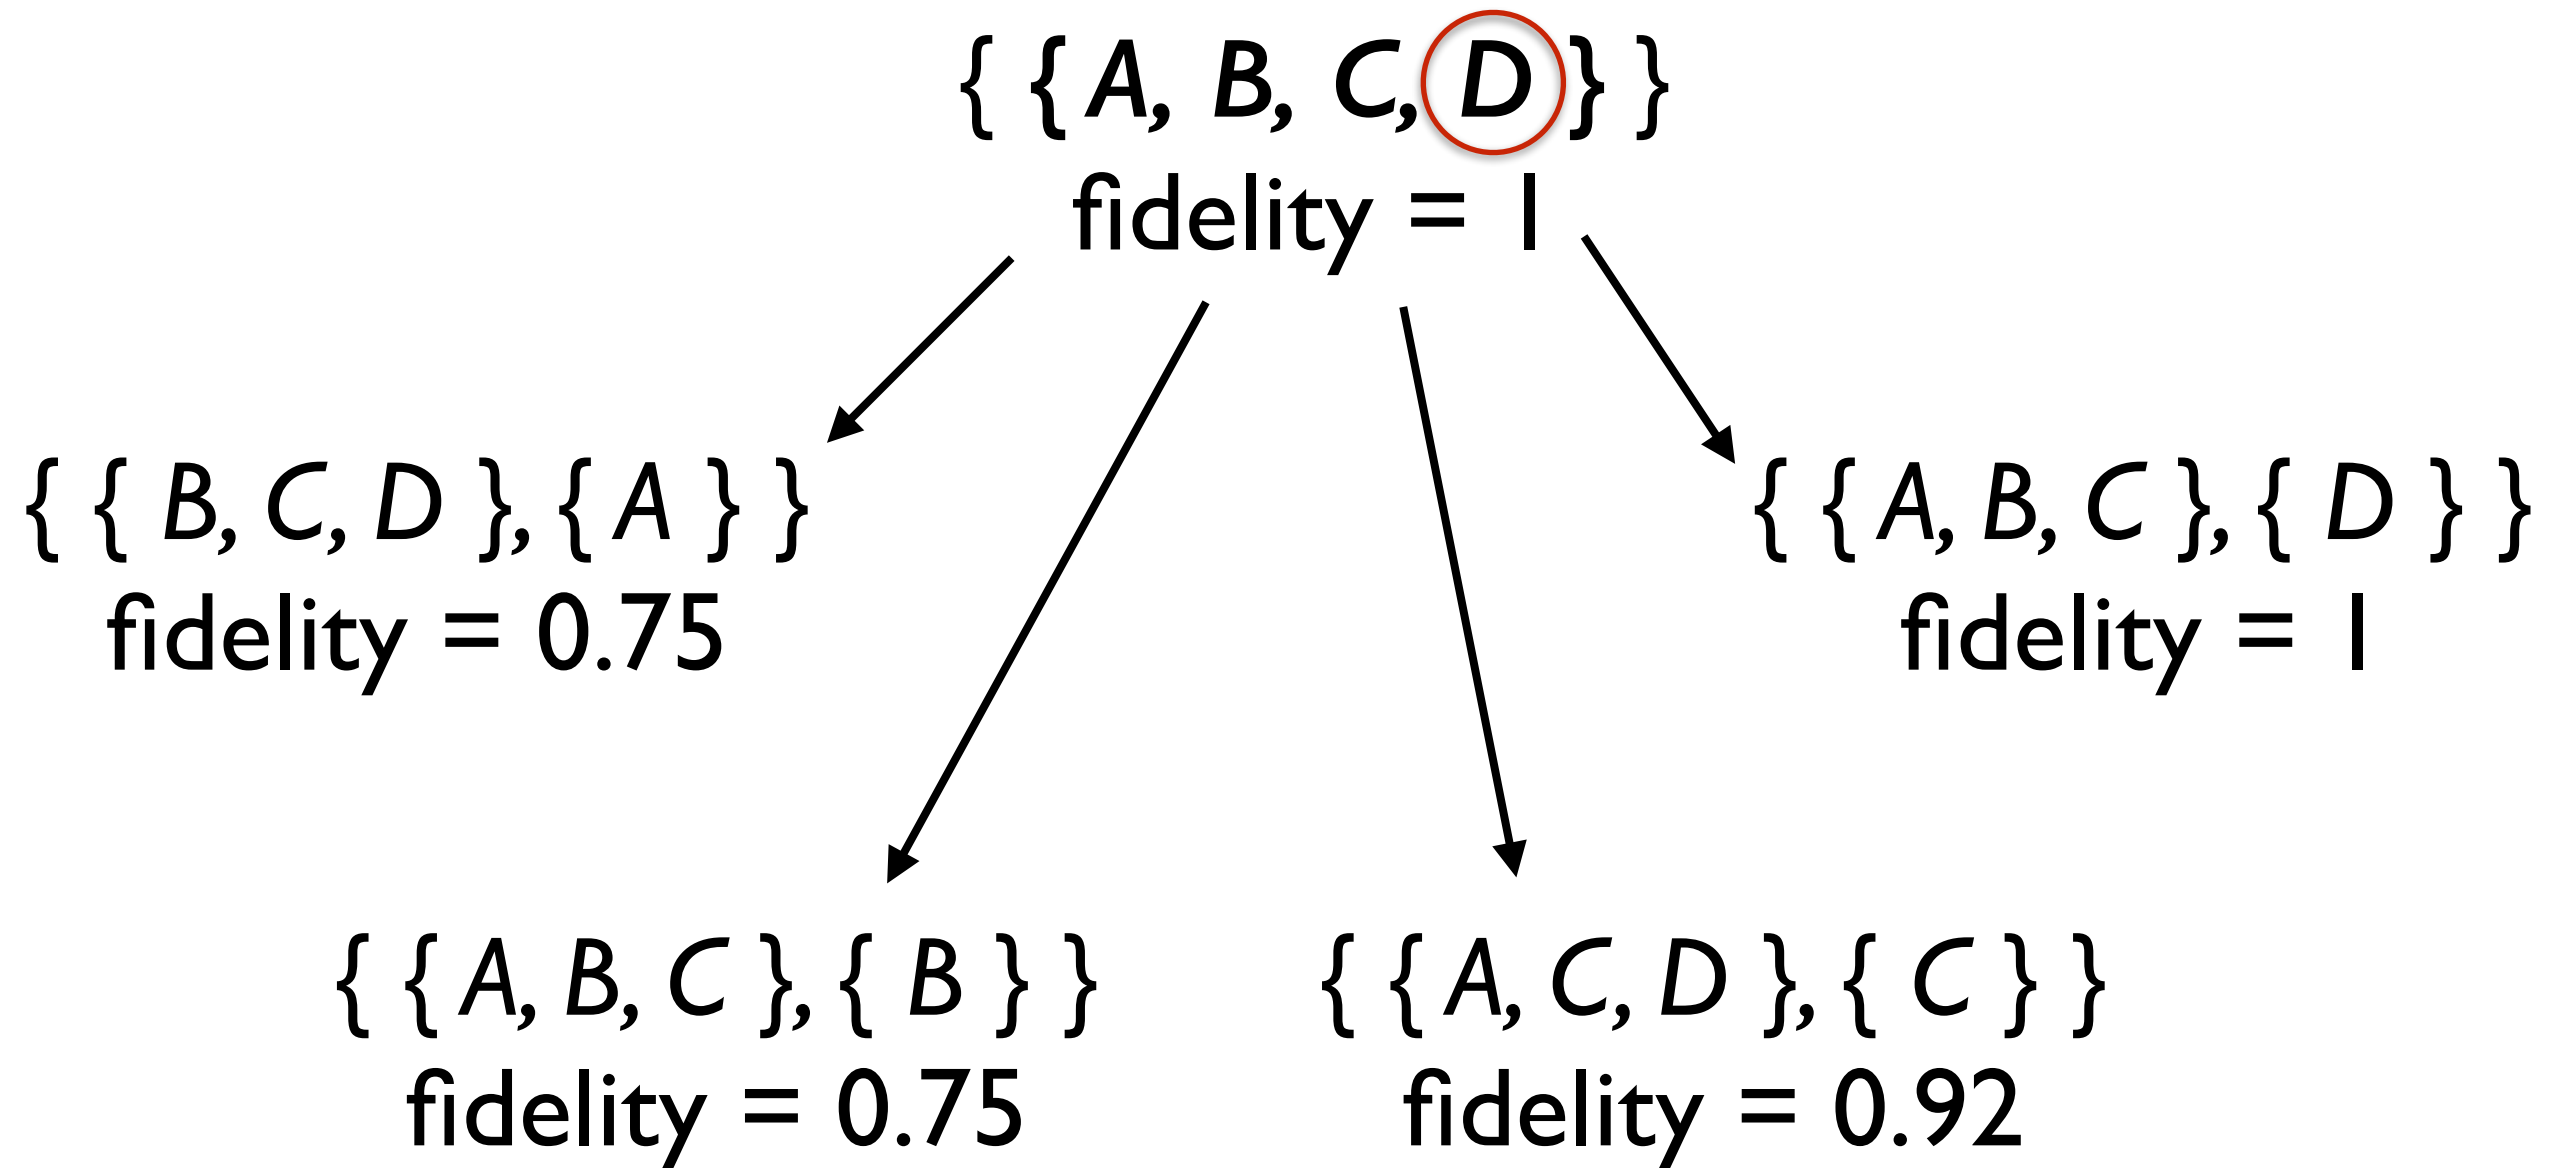 { { A, B, C, D } }
fidelity = 1
{ { B, C, D }, { A } }
fidelity = 0.75
{ { A, B, C }, { D } }
fidelity = 1
{ { A, B, C }, { B } }
fidelity = 0.75
{ { A, C, D }, { C } }
fidelity = 0.92